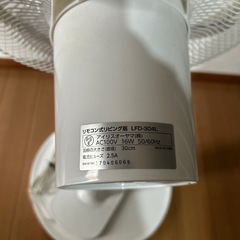 リモコン式リビング扇 LFD-304L
アイリスオーヤマ(株)
AC100V 16W 50/60Hz
羽根の大きさ(直径) 30cm
電流ヒューズ 2.5A
70406066